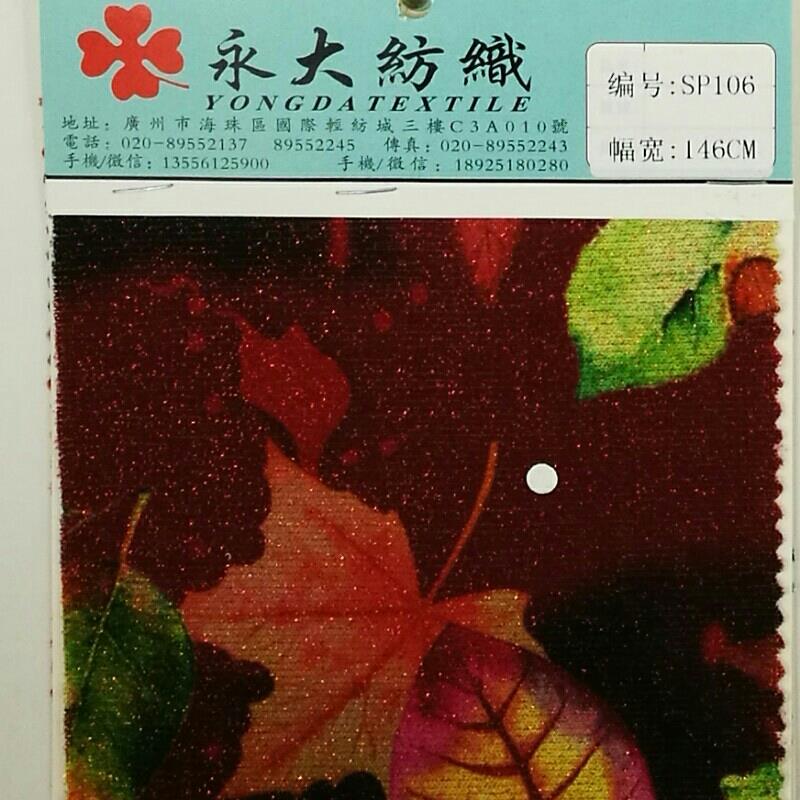 永大紡織
YONGDATEXTILE
编号:SP106
幅宽:146CM
地址:廣州市海珠區國際輕紡城三樓C3A010號
電話:020-89552137 89552245 傳真:020-89552243
手機/微信:13556125900 手機/微信:18925180280